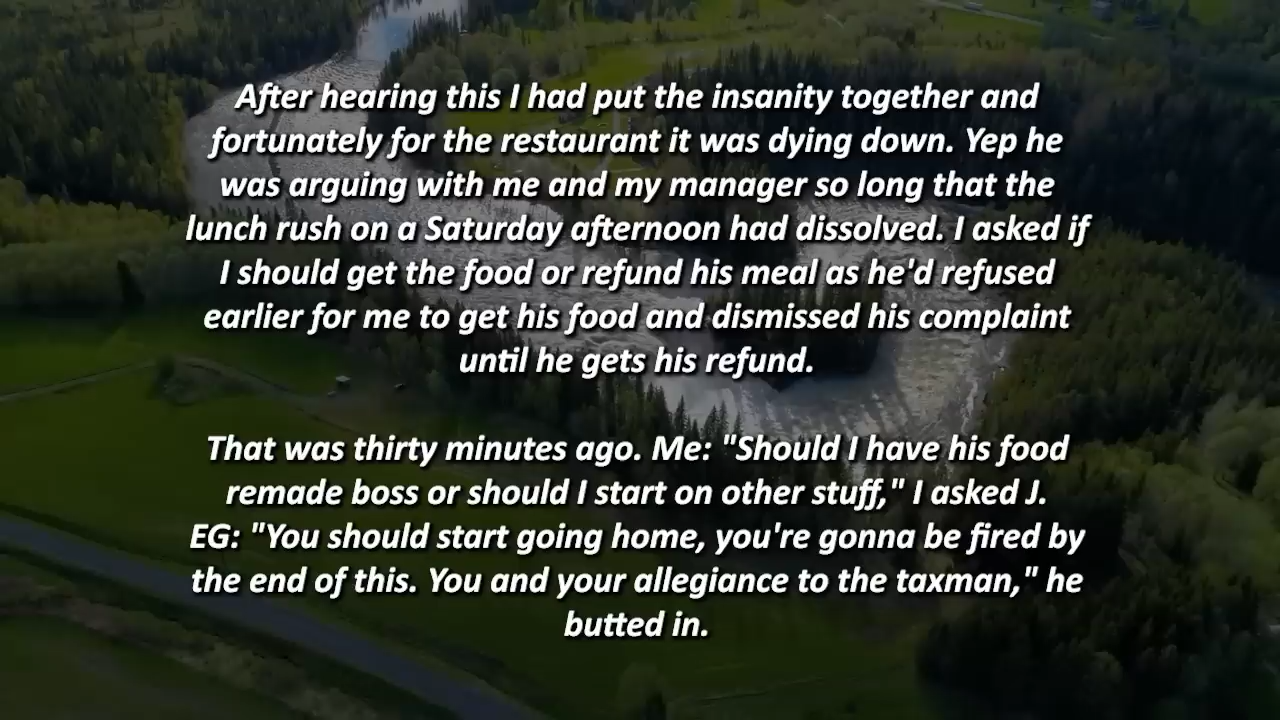 After hearing this I had put the insanity together and
fortunately for the restaurant it was dying down. Yep he
was arguing with me and my manager so long that the
lunch rush on a Saturday afternoon had dissolved. I asked if
I should get the food or refund his meal as he'd refused
earlier for me to get his food and dismissed his complaint
until he gets his refund.
That was thirty minutes ago. Me: "Should I have his food
remade boss or should I start on other stuff," I asked J.
EG: "You should start going home, you're gonna be fired by
the end of this. You and your allegiance to the taxman," he
butted in.